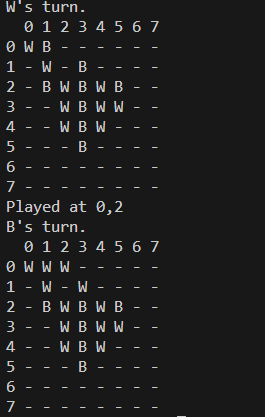 W's turn.
  0 1 2 3 4 5 6 7
0 W B - - - - - -
1 - W - B - - - -
2 - B W B W B - -
3 - - W B W W - -
4 - - W B W - - -
5 - - - B - - - -
6 - - - - - - - -
7 - - - - - - - -
Played at 0,2
B's turn.
  0 1 2 3 4 5 6 7
0 W W W - - - - -
1 - W - W - - - -
2 - B W B W B - -
3 - - W B W W - -
4 - - W B W - - -
5 - - - B - - - -
6 - - - - - - - -
7 - - - - - - - -